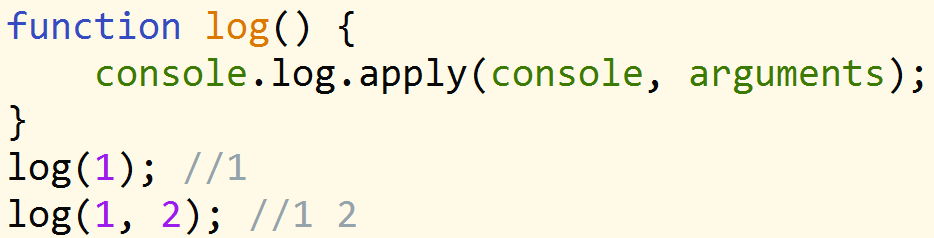 function log() {
    console.log.apply(console, arguments);
}
log(1); //1
log(1, 2); //1 2